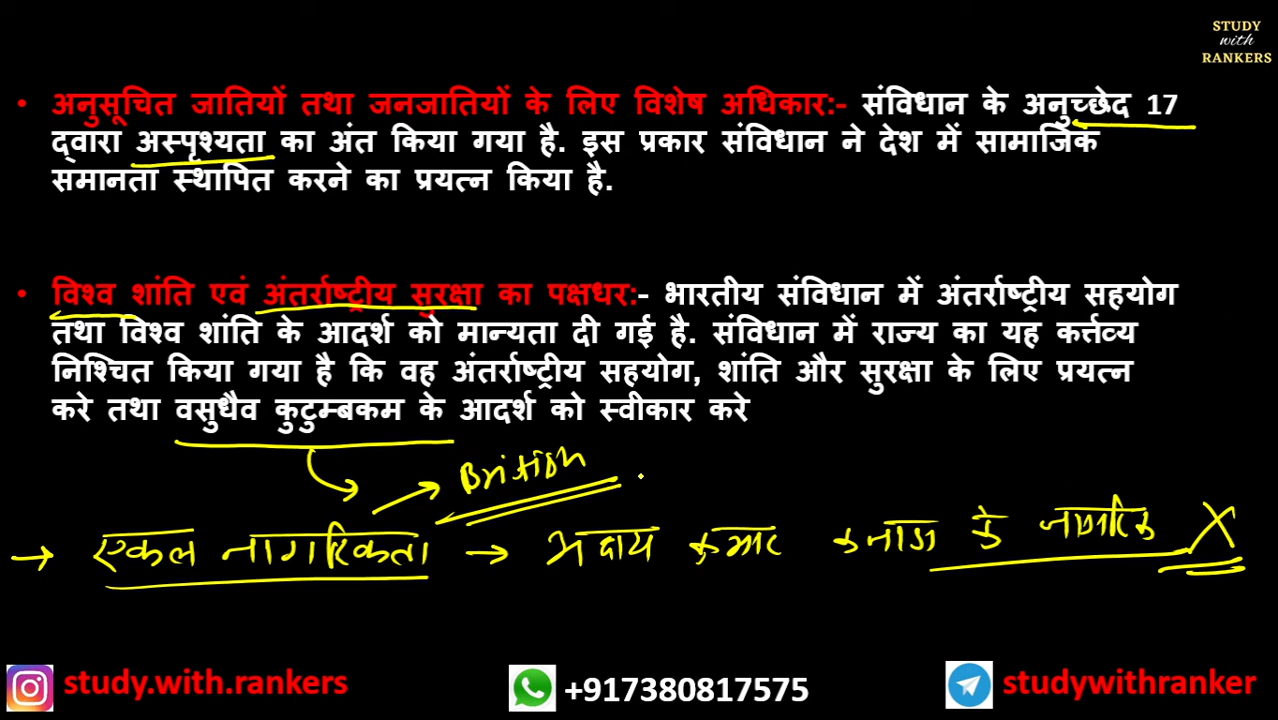 STUDY
with
RANKERS
• अनुसूचित जातियों तथा जनजातियों के लिए विशेष अधिकार:- संविधान के अनुच्छेद 17
द्वारा अस्पृश्यता का अंत किया गया है. इस प्रकार संविधान ने देश में सामाजिक
समानता स्थापित करने का प्रयत्न किया है.
• विश्व शांति एवं अंतर्राष्ट्रीय सुरक्षा का पक्षधर:- भारतीय संविधान में अंतर्राष्ट्रीय सहयोग
तथा विश्व शांति के आदर्श को मान्यता दी गई है. संविधान में राज्य का यह कर्त्तव्य
निश्चित किया गया है कि वह अंतर्राष्ट्रीय सहयोग, शांति और सुरक्षा के लिए प्रयत्न
करे तथा वसुधैव कुटुम्बकम के आदर्श को स्वीकार करे
British
→ एकल नागरिकता → कुमार के नागरिक X
study.with.rankers
+917380817575
studywithranker